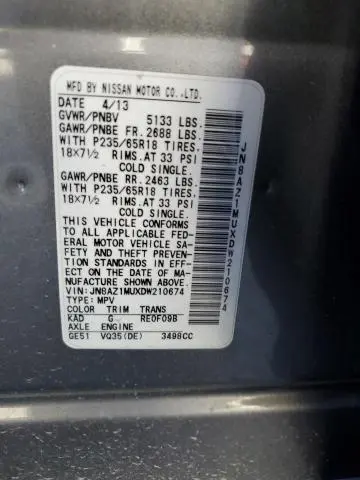 MFD BY NISSAN MOTOR CO.,LTD.
DATE 4/13
GVWR/PNBV 5133 LBS.
GAWR/PNBE FR. 2688 LBS.
WITH P235/65R18 TIRES.
18X7½ RIMS.AT 33 PSI
COLD SINGLE.
GAWR/PNBE RR. 2463 LBS.
WITH P235/65R18 TIRES.
18X7½ RIMS.AT 33 PSI
COLD SINGLE.
THIS VEHICLE CONFORMS
TO ALL APPLICABLE FED-
ERAL MOTOR VEHICLE SA-
FETY AND THEFT PREVENTION
STANDARDS IN EFF-
ECT ON THE DATE OF MA-
NUFACTURE SHOWN ABOVE.
VIN:JN8AZ1MUXDW210674
TYPE: MPV
COLOR TRIM TRANS
KAD G RE0F09B
AXLE ENGINE
GE51 VQ35(DE) 3498CC
JN8AZ1MUXDW210674